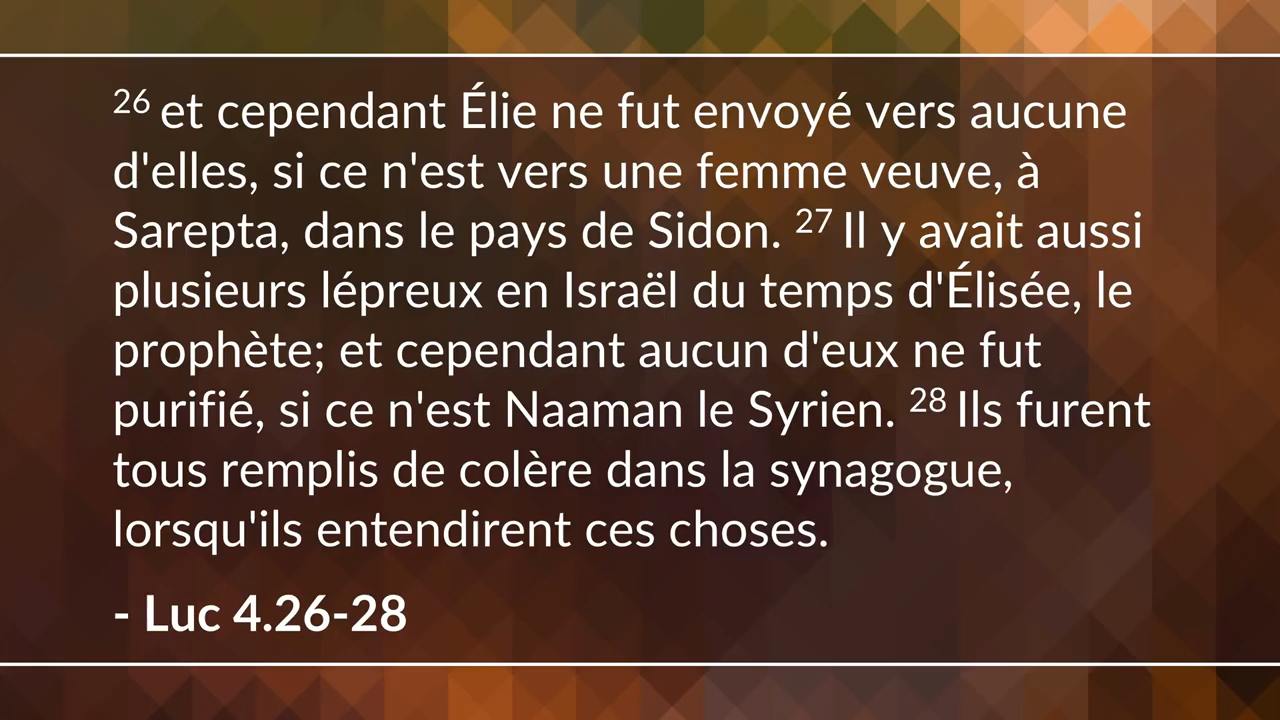 26 et cependant Élie ne fut envoyé vers aucune
d'elles, si ce n'est vers une femme veuve, à
Sarepta, dans le pays de Sidon. 27 Il y avait aussi
plusieurs lépreux en Israël du temps d'Élisée, le
prophète; et cependant aucun d'eux ne fut
purifié, si ce n'est Naaman le Syrien. 28 Ils furent
tous remplis de colère dans la synagogue,
lorsqu'ils entendirent ces choses.
- Luc 4.26-28